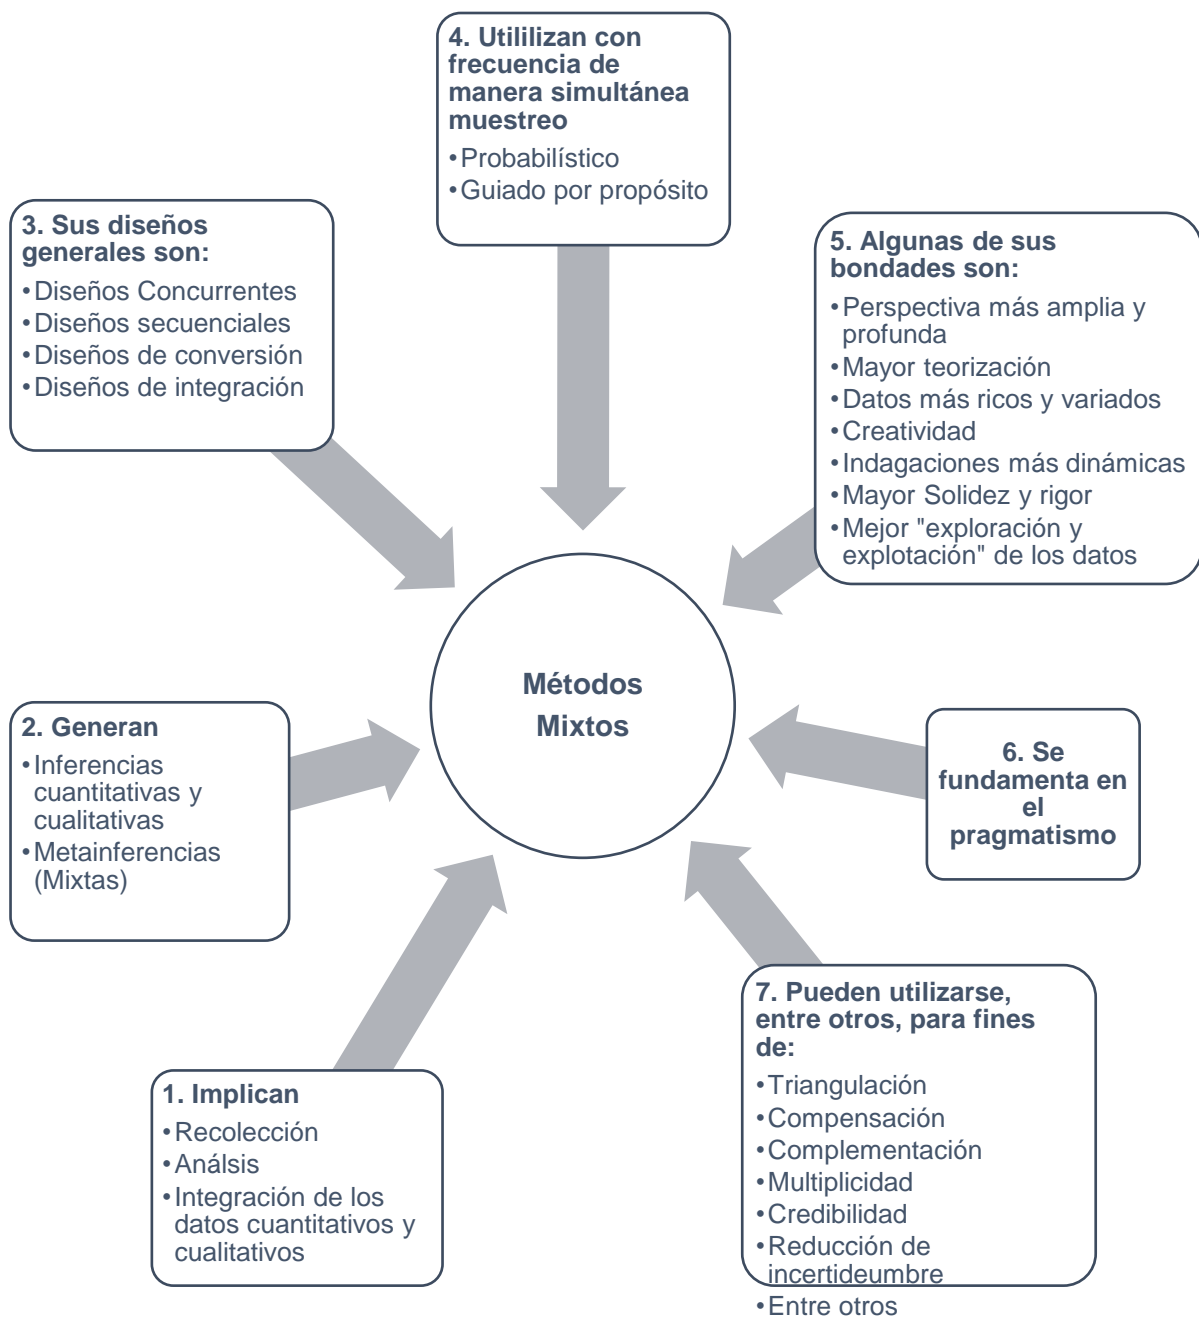 4. Utililizan con
frecuencia de
manera simultánea
muestreo
•Probabilístico
•Guiado por propósito
3. Sus diseños
generales son:
•Diseños Concurrentes
•Diseños secuenciales
•Diseños de conversión
•Diseños de integración
5. Algunas de sus
bondades son:
•Perspectiva más amplia y
profunda
•Mayor teorización
•Datos más ricos y variados
•Creatividad
•Indagaciones más dinámicas
•Mayor Solidez y rigor
•Mejor "exploración y
explotación" de los datos
Métodos
Mixtos
2. Generan
•Inferencias
cuantitativas y
cualitativas
•Metainferencias
(Mixtas)
6. Se
fundamenta en
el
pragmatismo
1. Implican
•Recolección
•Análsis
•Integración de los
datos cuantitativos y
cualitativos
7. Pueden utilizarse,
entre otros, para fines
de:
•Triangulación
•Compensación
•Complementación
•Multiplicidad
•Credibilidad
•Reducción de
incertideumbre
•Entre otros